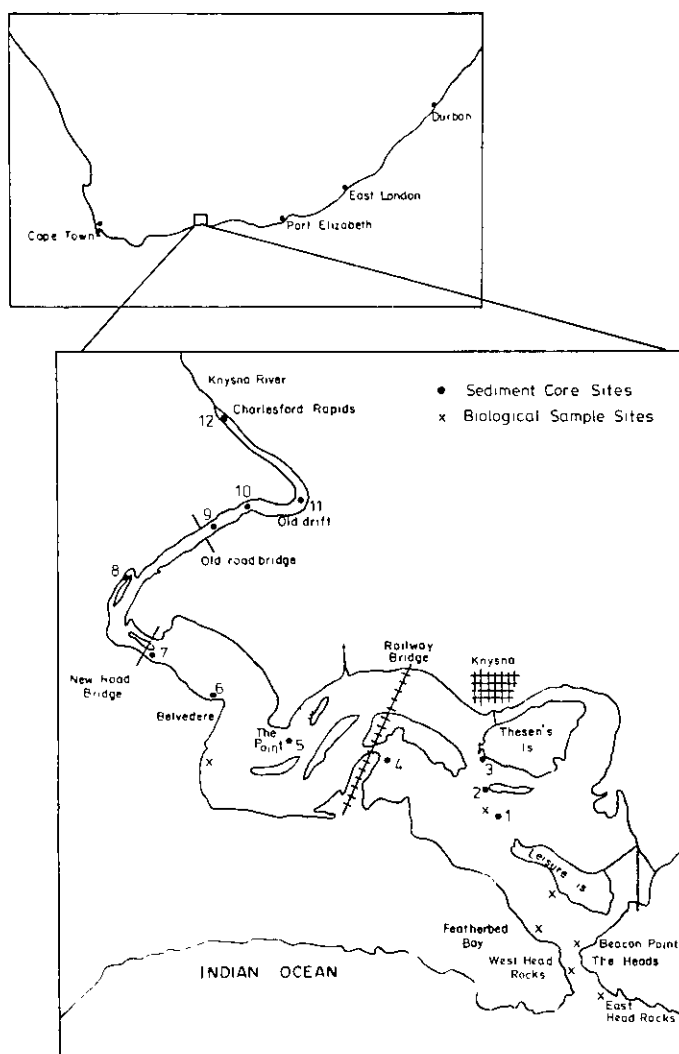 Durban
East London
Port Elizabeth
Cape Town
Knysna River
● Sediment Core Sites
x Biological Sample Sites
12
Charlesford Rapids
10
11
9
Old drift
Old road bridge
8
Railway
Bridge
Knysna
7
New Road
Bridge
6
Belvedere
The
Point
5
Thesen's
Is
4
3
2
1
Leisure Is
Featherbed
Bay
Beacon Point
West Head
Rocks
The Heads
INDIAN OCEAN
East
Head Rocks